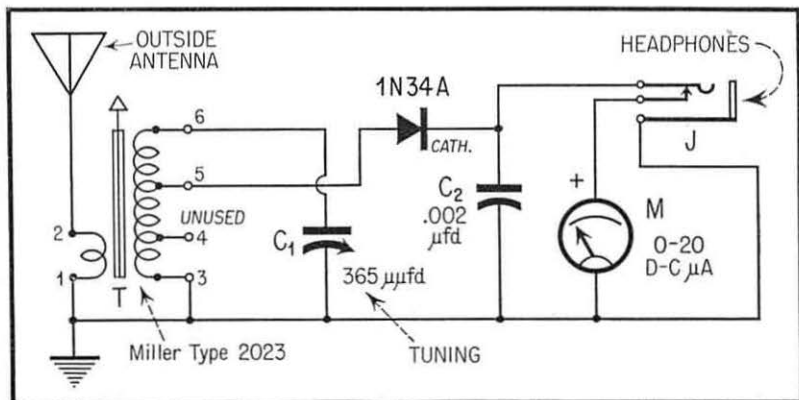 OUTSIDE
ANTENNA
HEADPHONES
1N34A
CATH.
6
5
UNUSED
4
3
2
1
T
C1
365 μμfd
C2
.002
μfd
J
+
M
0-20
D-C μA
Miller Type 2023
TUNING